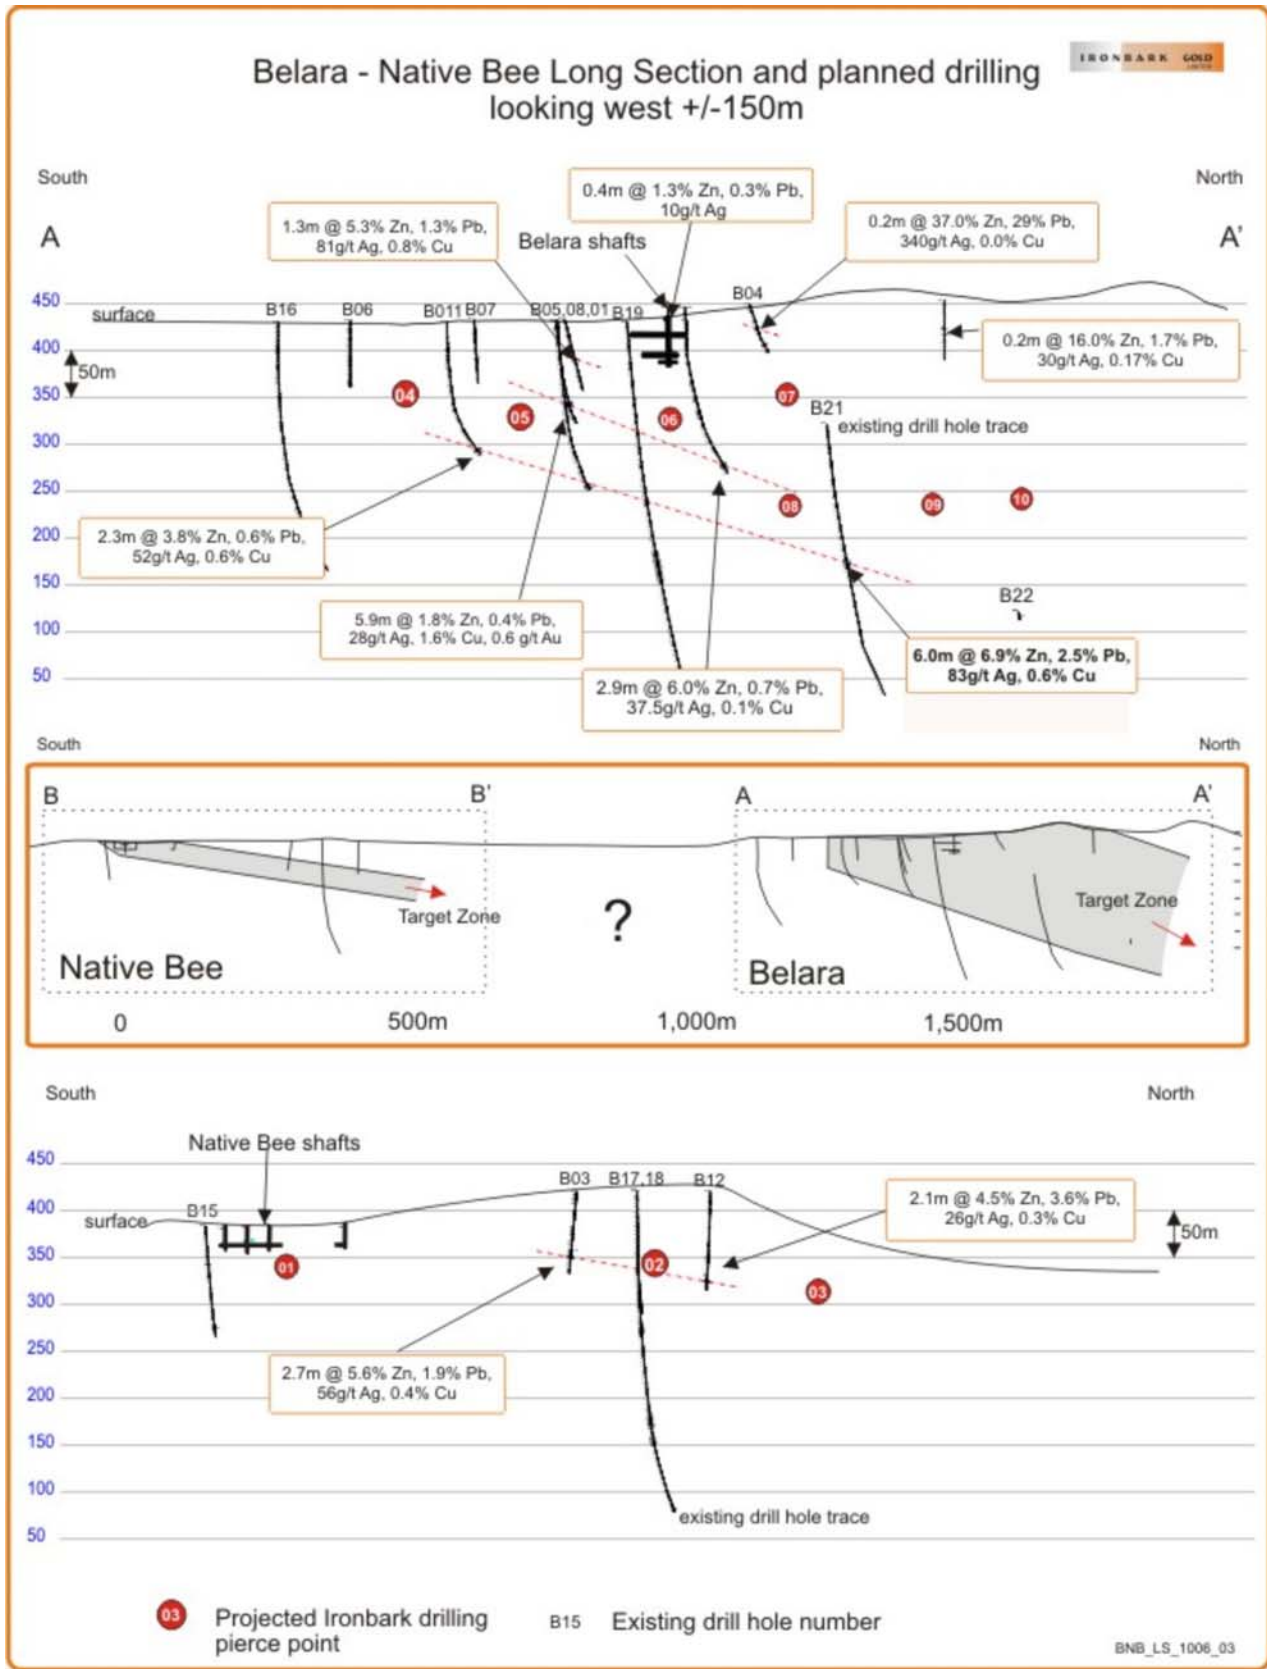 IRONBARK GOLD
LIMITED
Belara - Native Bee Long Section and planned drilling
looking west +/-150m
South
North
A
A'
1.3m @ 5.3% Zn, 1.3% Pb,
81g/t Ag, 0.8% Cu
0.4m @ 1.3% Zn, 0.3% Pb,
10g/t Ag
Belara shafts
0.2m @ 37.0% Zn, 29% Pb,
340g/t Ag, 0.0% Cu
450
surface
B16
B06
B011
B07
B05,08,01
B19
B04
0.2m @ 16.0% Zn, 1.7% Pb,
30g/t Ag, 0.17% Cu
400
50m
350
04
05
06
07
B21
existing drill hole trace
300
250
08
09
10
200
2.3m @ 3.8% Zn, 0.6% Pb,
52g/t Ag, 0.6% Cu
150
B22
100
5.9m @ 1.8% Zn, 0.4% Pb,
28g/t Ag, 1.6% Cu, 0.6 g/t Au
6.0m @ 6.9% Zn, 2.5% Pb,
83g/t Ag, 0.6% Cu
50
2.9m @ 6.0% Zn, 0.7% Pb,
37.5g/t Ag, 0.1% Cu
South
North
B
B'
A
A'
Target Zone
Target Zone
?
Native Bee
Belara
0
500m
1,000m
1,500m
South
North
Native Bee shafts
450
B03
B17,18
B12
2.1m @ 4.5% Zn, 3.6% Pb,
26g/t Ag, 0.3% Cu
400
surface
B15
50m
350
01
02
03
300
250
2.7m @ 5.6% Zn, 1.9% Pb,
56g/t Ag, 0.4% Cu
200
150
100
existing drill hole trace
50
03
Projected Ironbark drilling
pierce point
B15
Existing drill hole number
BNB_LS_1006_03